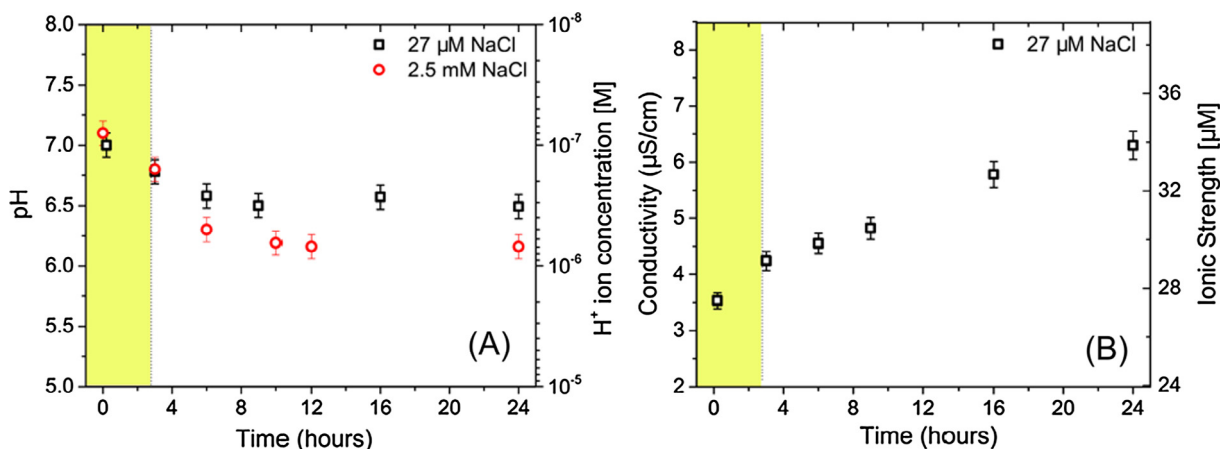 8.0
7.5
7.0
6.5
6.0
5.5
5.0
pH
27 µM NaCl
2.5 mM NaCl
(A)
10⁻⁸
10⁻⁷
10⁻⁶
10⁻⁵
H⁺ ion concentration [M]
0 4 8 12 16 20 24
Time (hours)
8
7
6
5
4
3
2
Conductivity (µS/cm)
27 µM NaCl
(B)
36
32
28
24
Ionic Strength [µM]
0 4 8 12 16 20 24
Time (hours)